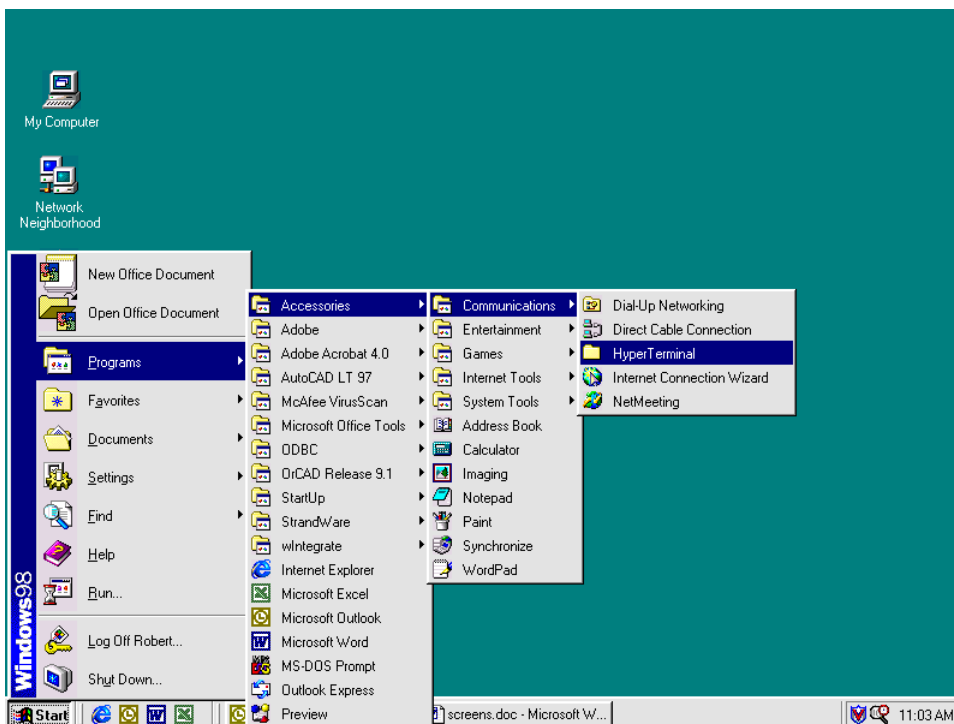 My Computer
Network
Neighborhood
Windows98
New Office Document
Open Office Document
Programs
Favorites
Documents
Settings
Find
Help
Run...
Log Off Robert...
Shut Down...
Accessories
Adobe
Adobe Acrobat 4.0
AutoCAD LT 97
McAfee VirusScan
Microsoft Office Tools
ODBC
OrCAD Release 9.1
StartUp
StrandWare
wIntegrate
Internet Explorer
Microsoft Excel
Microsoft Outlook
Microsoft Word
MS-DOS Prompt
Outlook Express
Preview
Communications
Entertainment
Games
Internet Tools
System Tools
Address Book
Calculator
Imaging
Notepad
Paint
Synchronize
WordPad
Dial-Up Networking
Direct Cable Connection
HyperTerminal
Internet Connection Wizard
NetMeeting
Start
screens.doc - Microsoft W...
11:03 AM